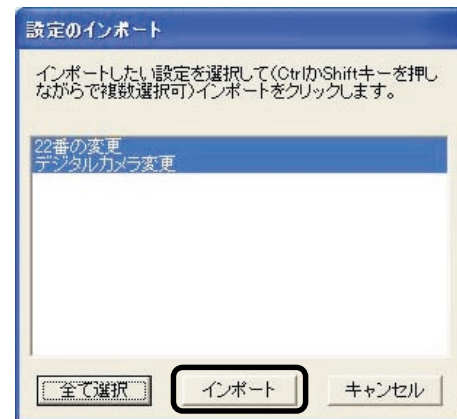 設定のインポート
インポートしたい設定を選択して(CtrlかShiftキーを押し
ながらで複数選択可)インポートをクリックします。
22番の変更
デジタルカメラ変更
全て選択 インポート キャンセル